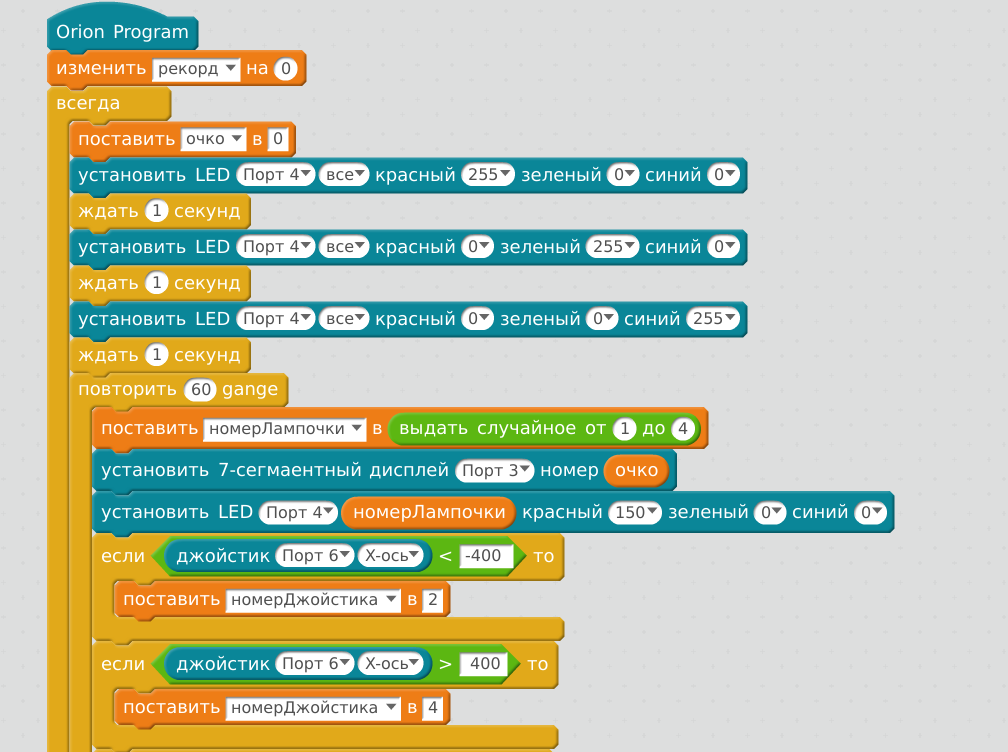 Orion Program
изменить рекорд на 0
всегда
поставить очко в 0
установить LED Порт 4 все красный 255 зеленый 0 синий 0
ждать 1 секунд
установить LED Порт 4 все красный 0 зеленый 255 синий 0
ждать 1 секунд
установить LED Порт 4 все красный 0 зеленый 0 синий 255
ждать 1 секунд
повторить 60 gange
поставить номерЛампочки в выдать случайное от 1 до 4
установить 7-сегмаентный дисплей Порт 3 номер очко
установить LED Порт 4 номерЛампочки красный 150 зеленый 0 синий 0
если джойстик Порт 6 X-ось < -400 то
поставить номерДжойстика в 2
если джойстик Порт 6 X-ось > 400 то
поставить номерДжойстика в 4